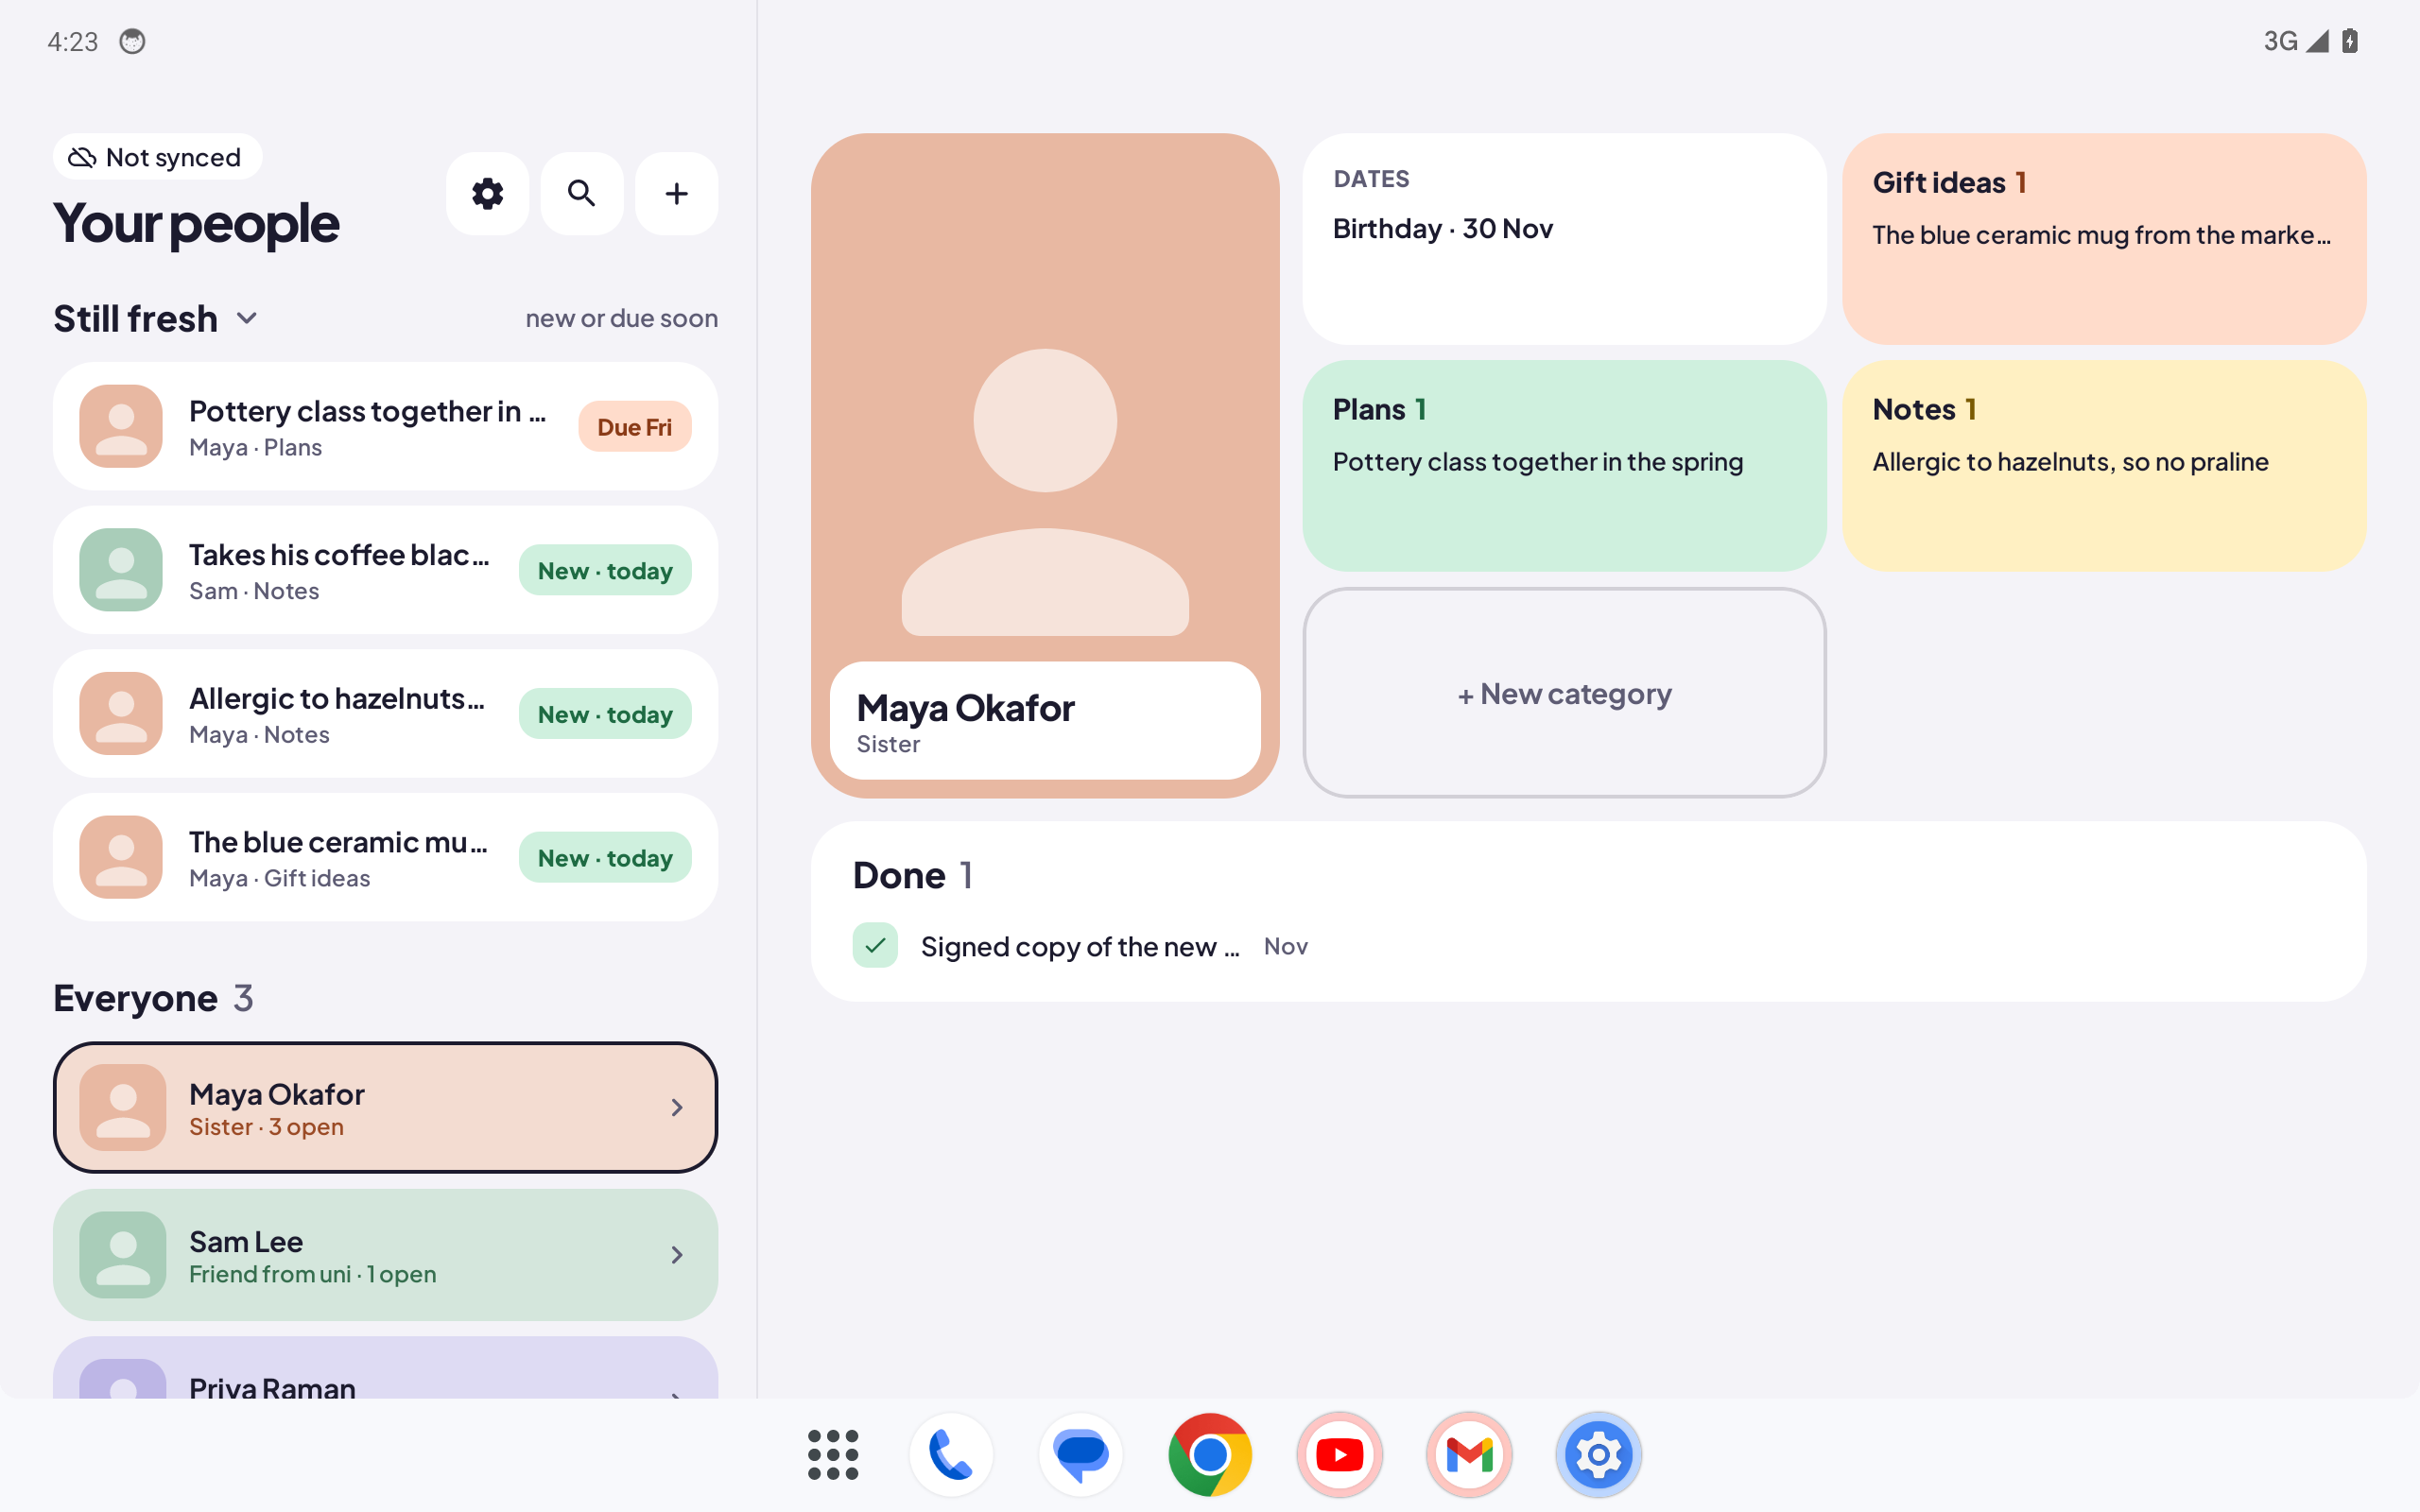 4:23
3G
Not synced
Your people
Still fresh
new or due soon
Pottery class together in ...
Maya · Plans
Due Fri
Takes his coffee blac...
Sam · Notes
New · today
Allergic to hazelnuts...
Maya · Notes
New · today
The blue ceramic mu...
Maya · Gift ideas
New · today
Everyone 3
Maya Okafor
Sister · 3 open
Sam Lee
Friend from uni · 1 open
Priya Raman
Maya Okafor
Sister
DATES
Birthday · 30 Nov
Gift ideas 1
The blue ceramic mug from the marke...
Plans 1
Pottery class together in the spring
Notes 1
Allergic to hazelnuts, so no praline
+ New category
Done 1
Signed copy of the new ... Nov